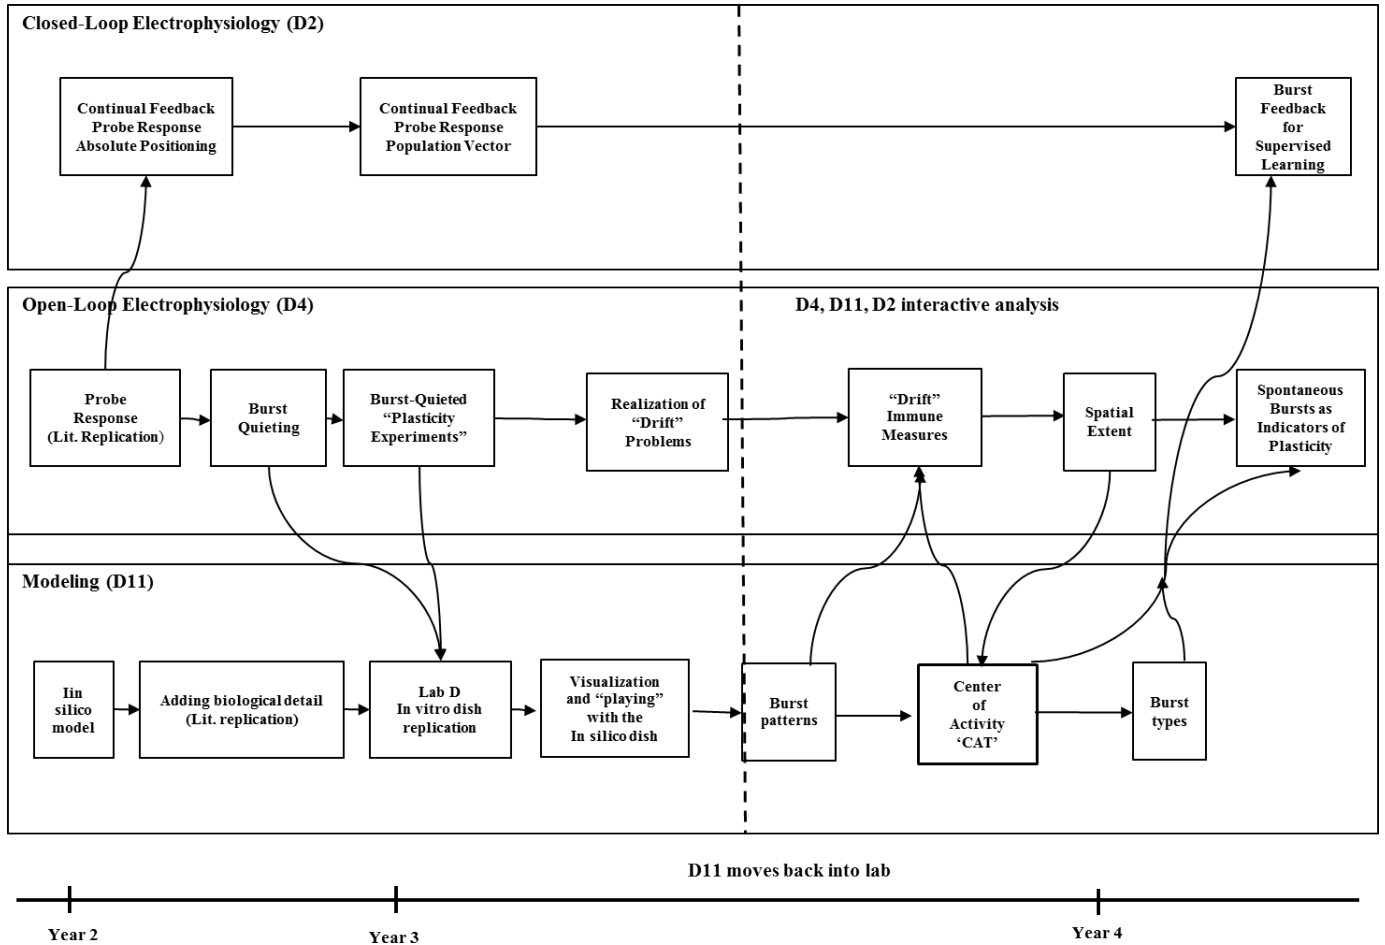 Closed-Loop Electrophysiology (D2)
Continual Feedback
Probe Response
Absolute Positioning
Continual Feedback
Probe Response
Population Vector
Burst
Feedback
for
Supervised
Learning
Open-Loop Electrophysiology (D4)
D4, D11, D2 interactive analysis
Probe
Response
(Lit. Replication)
Burst
Quieting
Burst-Quieted
“Plasticity
Experiments”
Realization of
“Drift”
Problems
“Drift”
Immune
Measures
Spatial
Extent
Spontaneous
Bursts as
Indicators of
Plasticity
Modeling (D11)
Iin
silico
model
Adding biological detail
(Lit. replication)
Lab D
In vitro dish
replication
Visualization
and “playing”
with the
In silico dish
Burst
patterns
Center
of
Activity
‘CAT’
Burst
types
D11 moves back into lab
Year 2
Year 3
Year 4